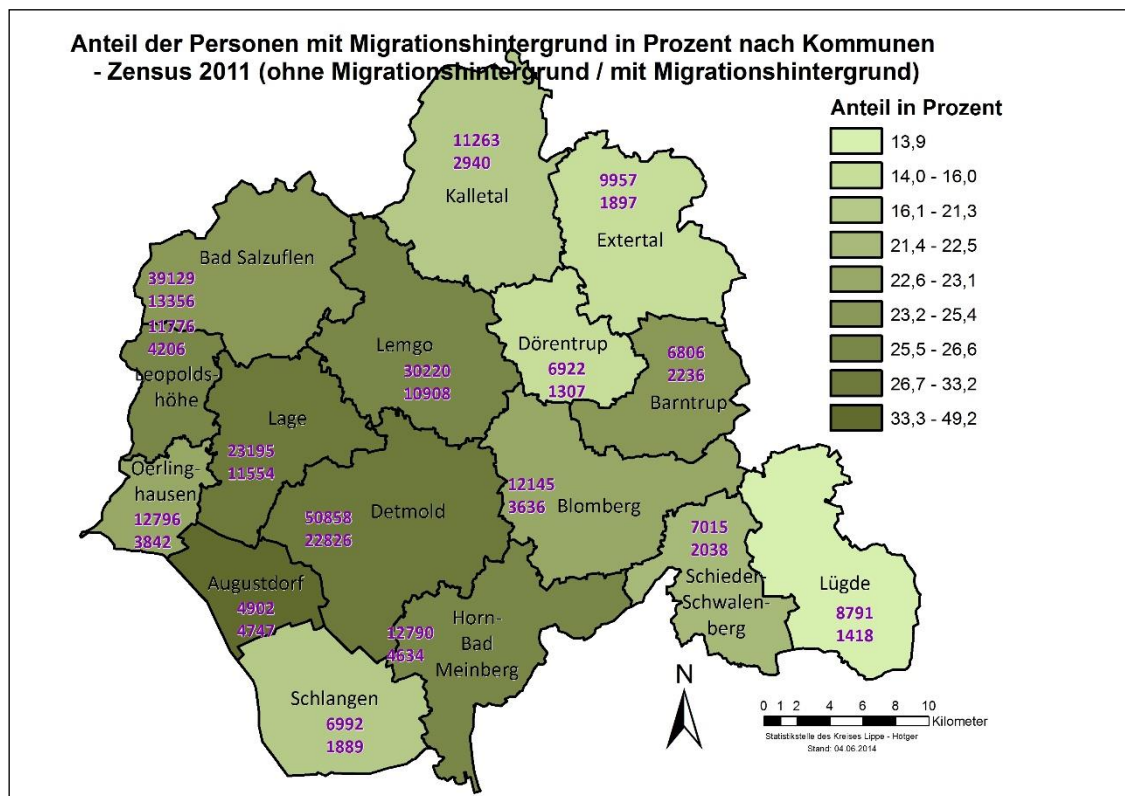 Anteil der Personen mit Migrationshintergrund in Prozent nach Kommunen
- Zensus 2011 (ohne Migrationshintergrund / mit Migrationshintergrund)
Anteil in Prozent
13,9
14,0 - 16,0
16,1 - 21,3
21,4 - 22,5
22,6 - 23,1
23,2 - 25,4
25,5 - 26,6
26,7 - 33,2
33,3 - 49,2
11263
2940
Kalletal
9957
1897
Extertal
Bad Salzuflen
39129
13356
11776
4206
Leopolds-
höhe
Lemgo
30220
10908
Dörentrup
6922
1307
6806
2236
Barntrup
Lage
23195
11554
Oerling-
hausen
12796
3842
Detmold
50858
22826
12145
3636
Blomberg
7015
2038
Schieder-
Schwalen-
berg
Lügde
8791
1418
Augustdorf
4902
4747
12790
4634
Horn-
Bad
Meinberg
Schlangen
6992
1889
N
0 1 2 4 6 8 10
Kilometer
Statistikstelle des Kreises Lippe - Hötger
Stand: 04.06.2014